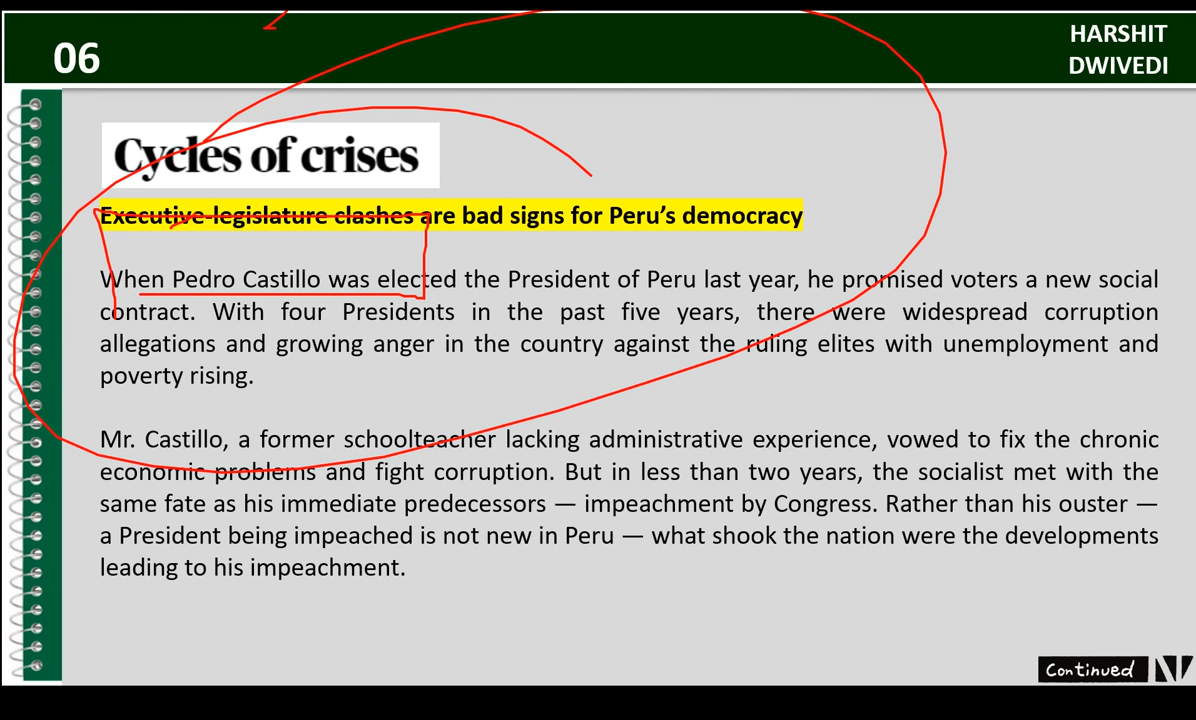 06
HARSHIT
DWIVEDI
Cycles of crises
Executive-legislature clashes are bad signs for Peru's democracy
When Pedro Castillo was elected the President of Peru last year, he promised voters a new social
contract. With four Presidents in the past five years, there were widespread corruption
allegations and growing anger in the country against the ruling elites with unemployment and
poverty rising.
Mr. Castillo, a former schoolteacher lacking administrative experience, vowed to fix the chronic
economic problems and fight corruption. But in less than two years, the socialist met with the
same fate as his immediate predecessors — impeachment by Congress. Rather than his ouster —
a President being impeached is not new in Peru — what shook the nation were the developments
leading to his impeachment.
Continued